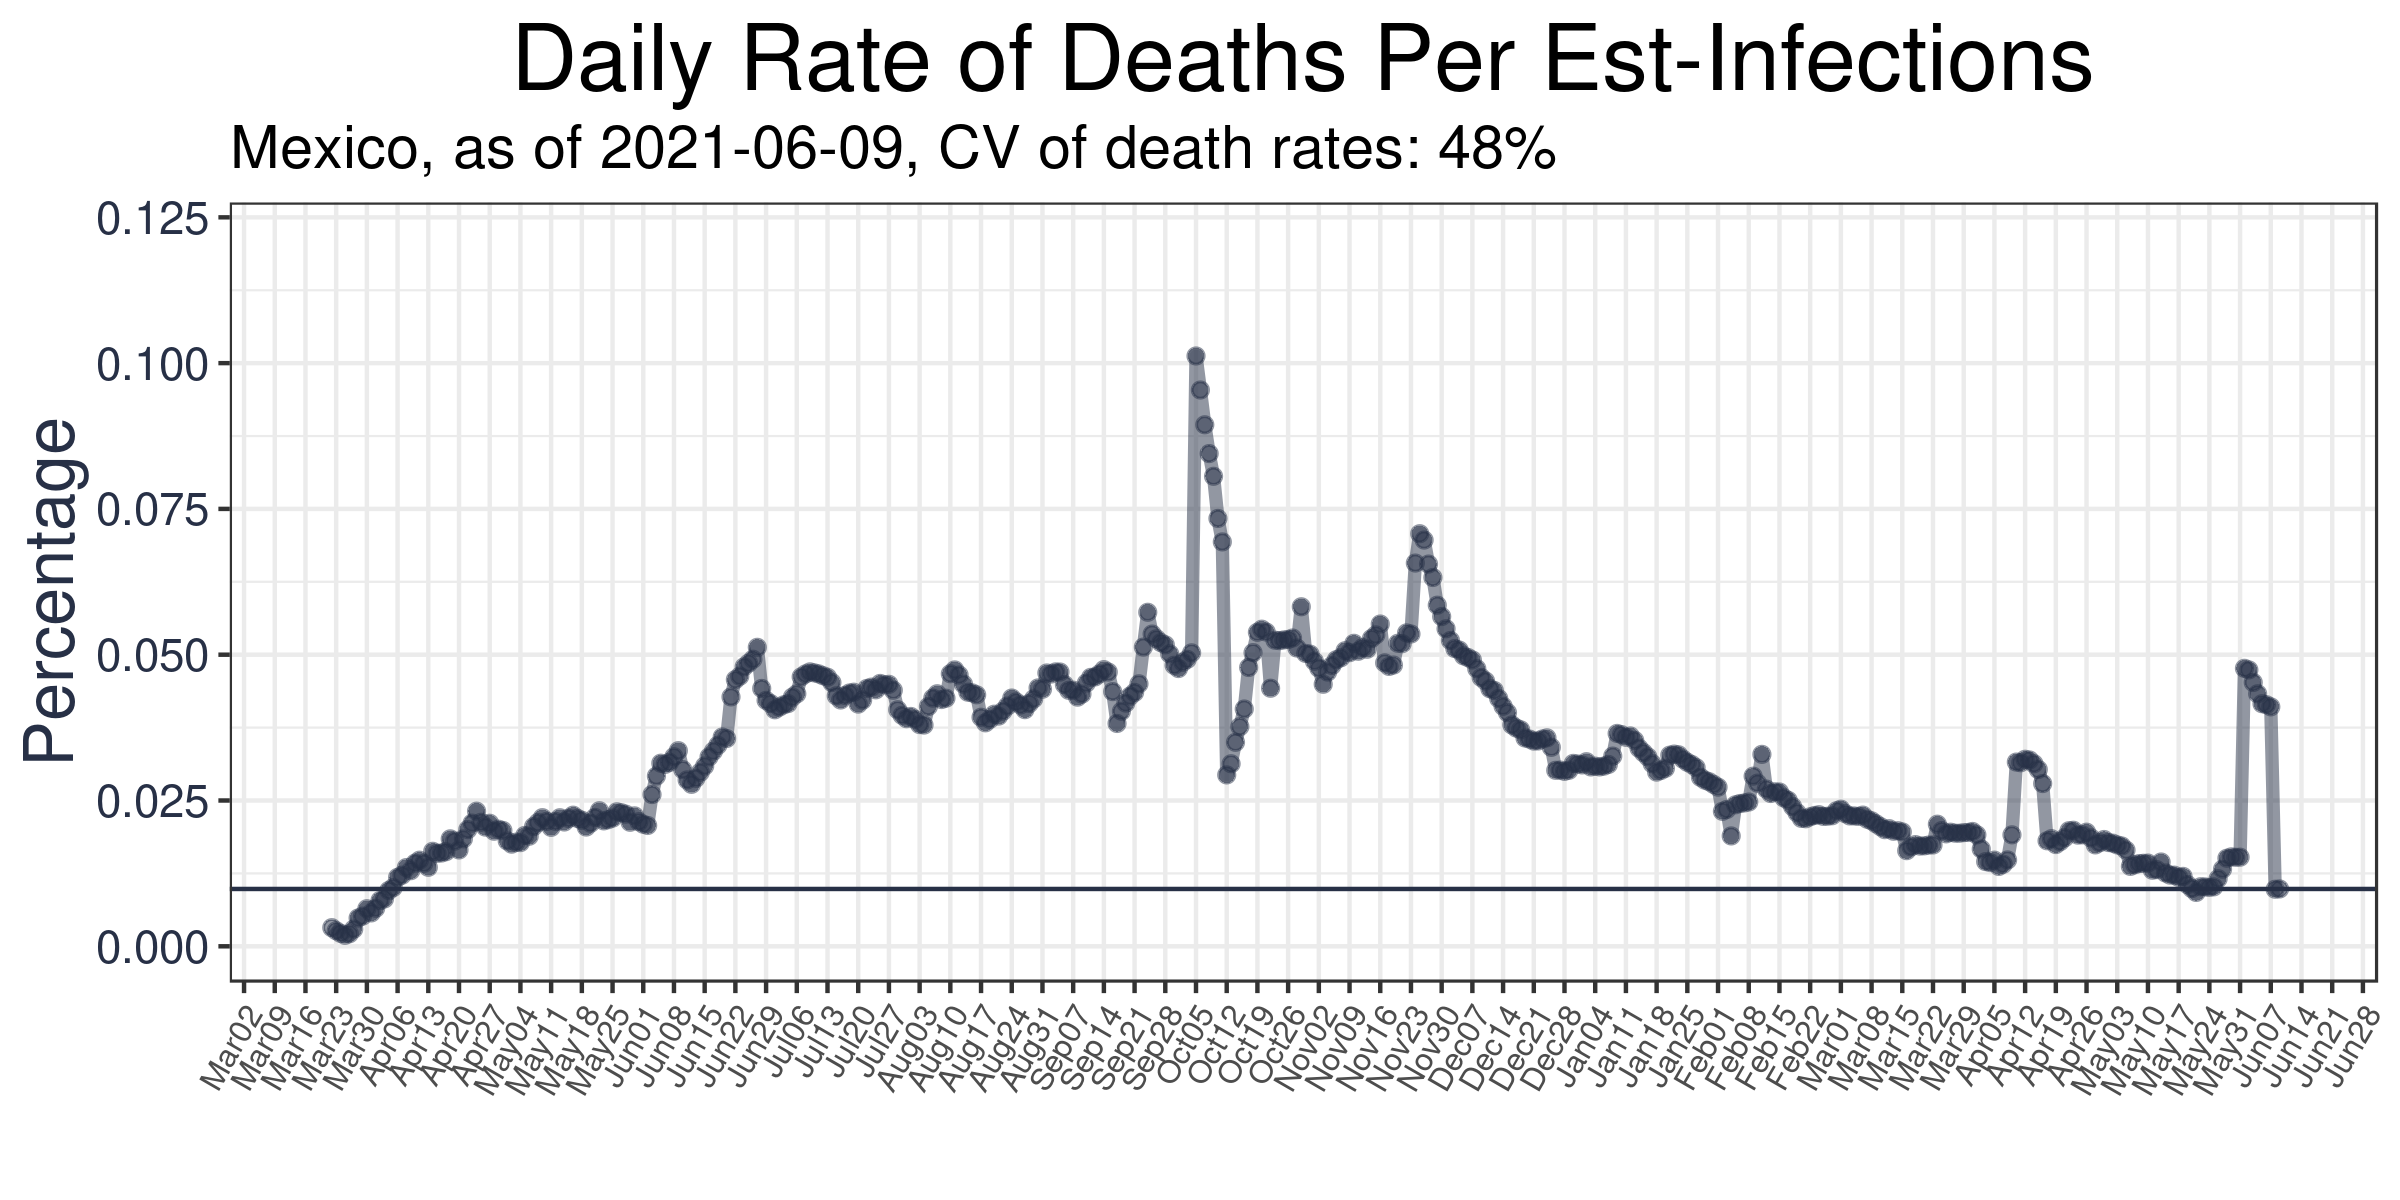 Daily Rate of Deaths Per Est-Infections
Mexico, as of 2021-06-09, CV of death rates: 48%
Percentage
0.125
0.100
0.075
0.050
0.025
0.000
Mar02
Mar09
Mar16
Mar23
Mar30
Apr06
Apr13
Apr20
Apr27
May04
May11
May18
May25
Jun01
Jun08
Jun15
Jun22
Jun29
Jul06
Jul13
Jul20
Jul27
Aug03
Aug10
Aug17
Aug24
Aug31
Sep07
Sep14
Sep21
Sep28
Oct05
Oct12
Oct19
Oct26
Nov02
Nov09
Nov16
Nov23
Nov30
Dec07
Dec14
Dec21
Dec28
Jan04
Jan11
Jan18
Jan25
Feb01
Feb08
Feb15
Feb22
Mar01
Mar08
Mar15
Mar22
Mar29
Apr05
Apr12
Apr19
Apr26
May03
May10
May17
May24
May31
Jun07
Jun14
Jun21
Jun28